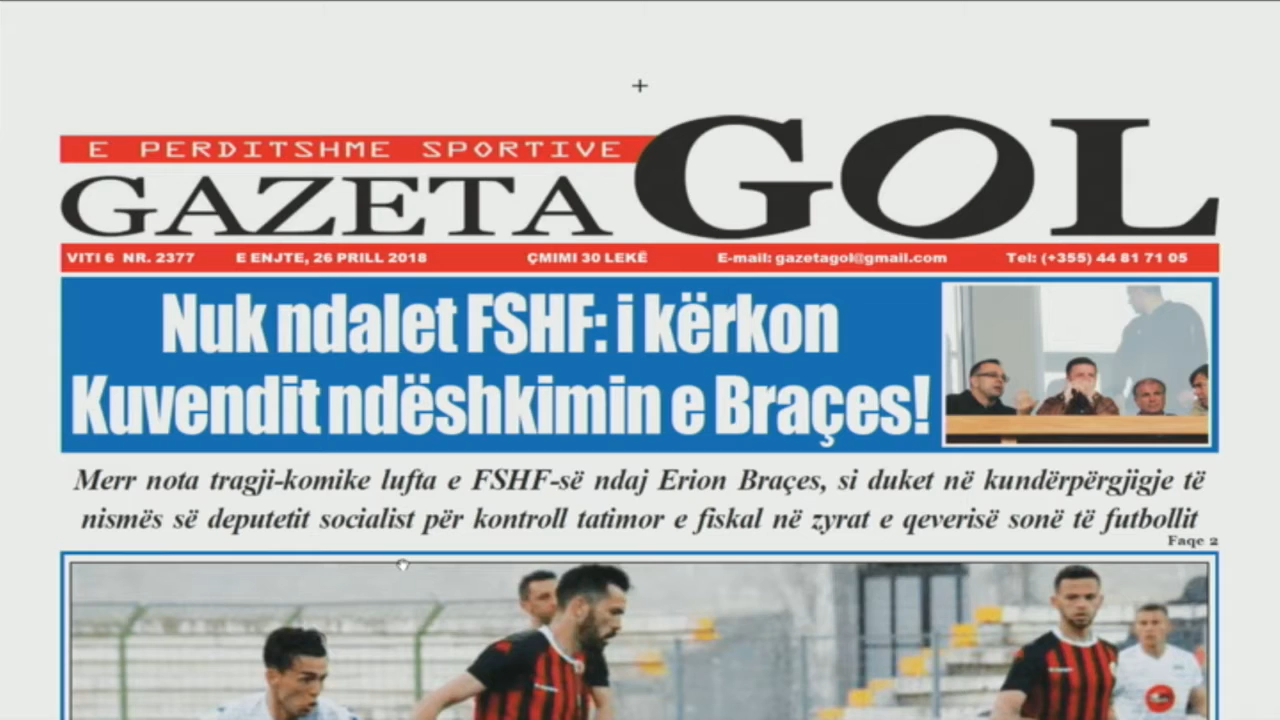 E PERDITSHME SPORTIVE
GAZETA GOL
VITI 6 NR. 2377 E ENJTE, 26 PRILL 2018 ÇMIMI 30 LEKË E-mail: gazetagol@gmail.com Tel: (+355) 44 81 71 05
Nuk ndalet FSHF: i kërkon
Kuvendit ndëshkimin e Braçes!
Merr nota tragji-komike lufta e FSHF-së ndaj Erion Braçes, si duket në kundërpërgjigje të
nismës së deputetit socialist për kontroll tatimor e fiskal në zyrat e qeverisë sonë të futbollit
Faqe 2